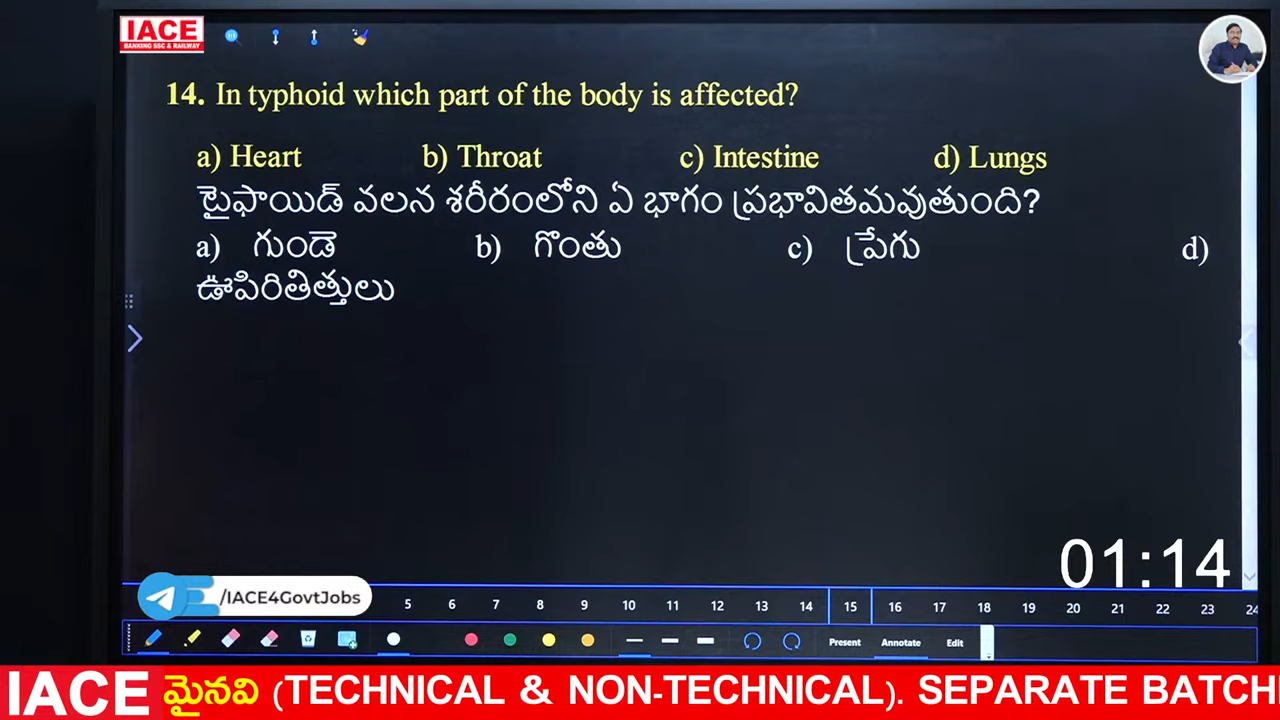 IACE
BANKING SSC & RAILWAY
14. In typhoid which part of the body is affected?
a) Heart b) Throat c) Intestine d) Lungs
టైఫాయిడ్ వలన శరీరంలోని ఏ భాగం ప్రభావితమవుతుంది?
a) గుండె b) గొంతు c) ప్రేగు d)
ఊపిరితిత్తులు
01:14
/IACE4GovtJobs
5 6 7 8 9 10 11 12 13 14 15 16 17 18 19 20 21 22 23 24
Present Annotate Edit
IACE మైనవి (TECHNICAL & NON-TECHNICAL). SEPARATE BATCH